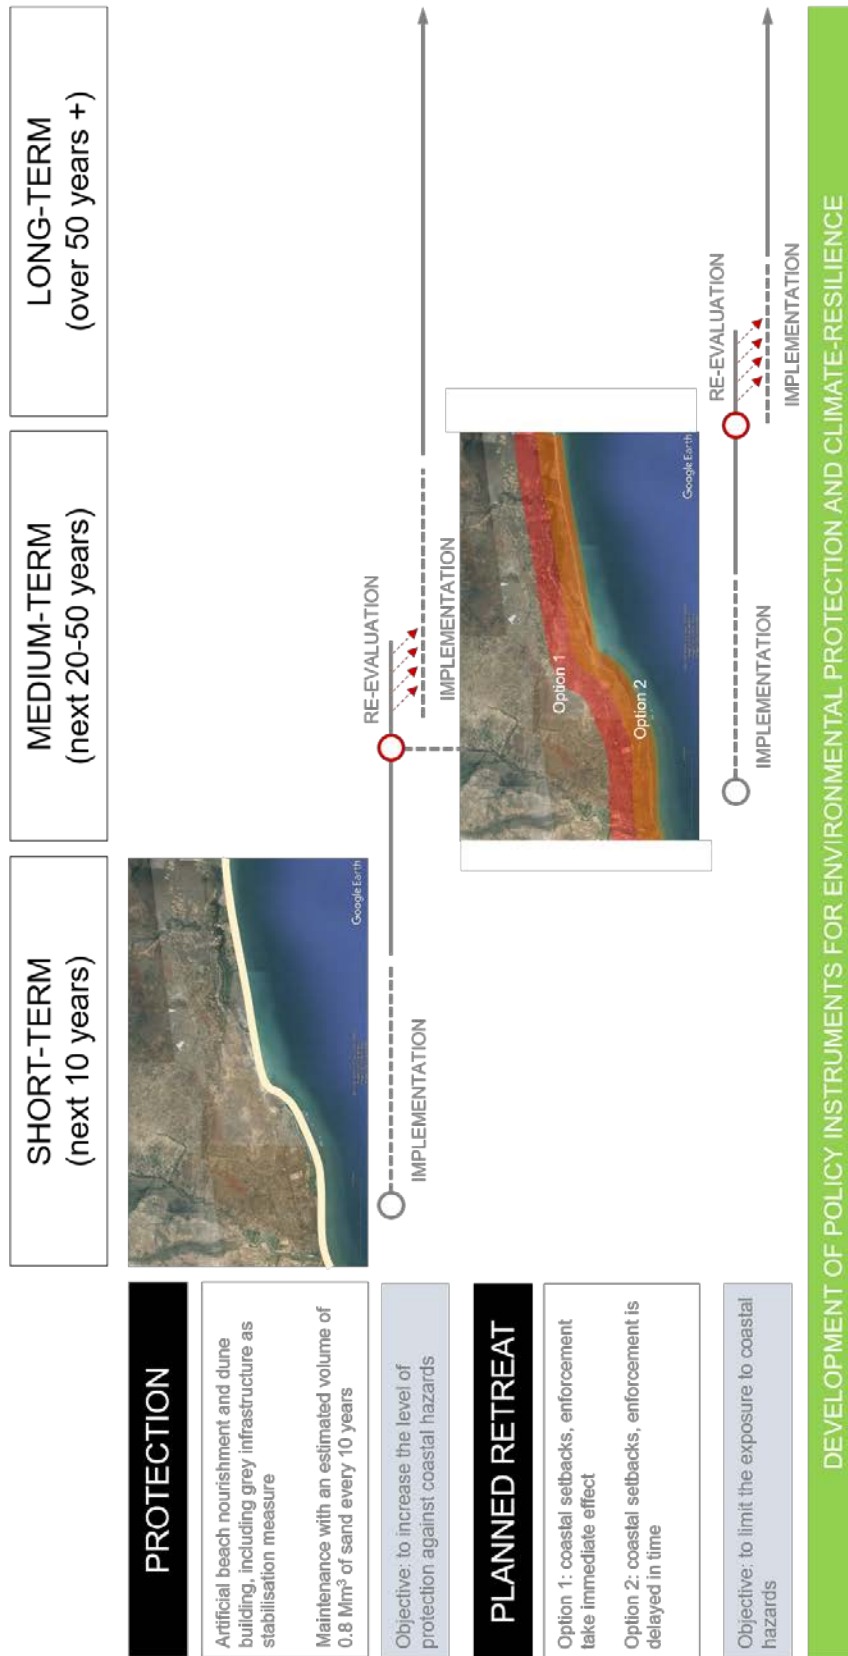 SHORT-TERM
(next 10 years)
MEDIUM-TERM
(next 20-50 years)
LONG-TERM
(over 50 years +)
PROTECTION
Artificial beach nourishment and dune
building, including grey infrastructure as
stabilisation measure
Maintenance with an estimated volume of
0.8 Mm³ of sand every 10 years
Objective: to increase the level of
protection against coastal hazards
Google Earth
IMPLEMENTATION
RE-EVALUATION
IMPLEMENTATION
PLANNED RETREAT
Option 1: coastal setbacks, enforcement
take immediate effect
Option 2: coastal setbacks, enforcement is
delayed in time
Objective: to limit the exposure to coastal
hazards
Option 1
Option 2
Google Earth
IMPLEMENTATION
RE-EVALUATION
IMPLEMENTATION
DEVELOPMENT OF POLICY INSTRUMENTS FOR ENVIRONMENTAL PROTECTION AND CLIMATE-RESILIENCE